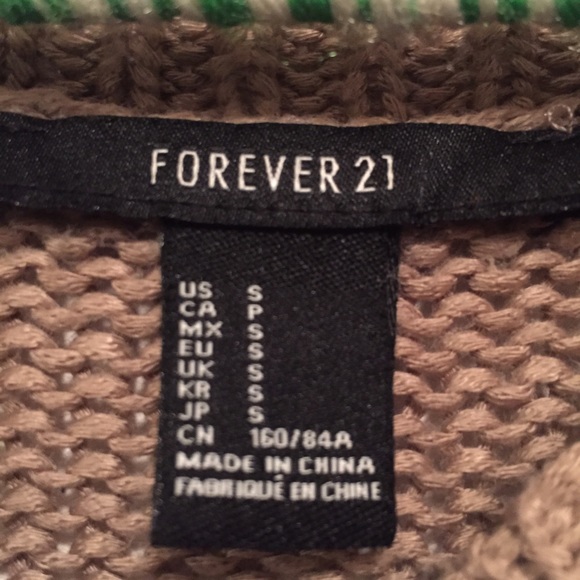 FOREVER 21
US S
CA P
MX S
EU S
UK S
KR S
JP S
CN 160/84A
MADE IN CHINA
FABRIQUÉ EN CHINE